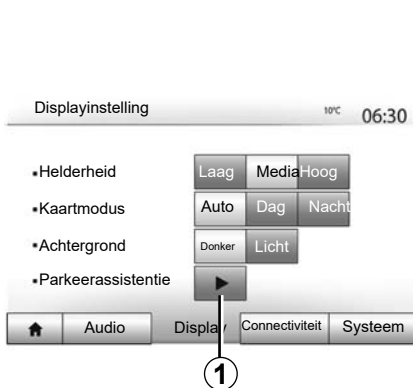 Displayinstelling 10°C 06:30
▪Helderheid Laag Media Hoog
▪Kaartmodus Auto Dag Nacht
▪Achtergrond Donker Licht
▪Parkeerassistentie
Audio Display Connectiviteit Systeem
1